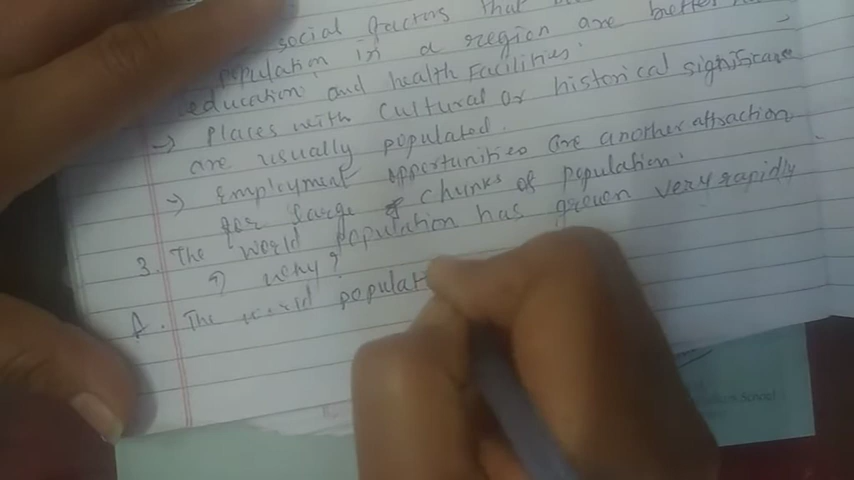 social factors that
population in a region are better
education and health Facilities.
→ Places with cultural or historical significance
are usually populated.
→ Employment opportunities are another attraction
for large chunks of population.
3. The world population has grown very rapidly
why?
A. The world populat
School